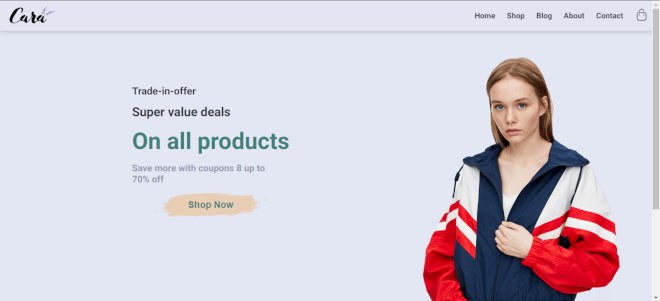 Cara
Home Shop Blog About Contact
Trade-in-offer
Super value deals
On all products
Save more with coupons 8 up to
70% off
Shop Now